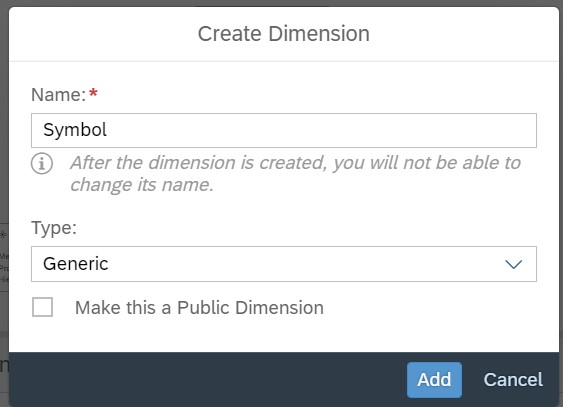 Create Dimension
Name:*
Symbol
After the dimension is created, you will not be able to
change its name.
Type:
Generic
Make this a Public Dimension
Add Cancel